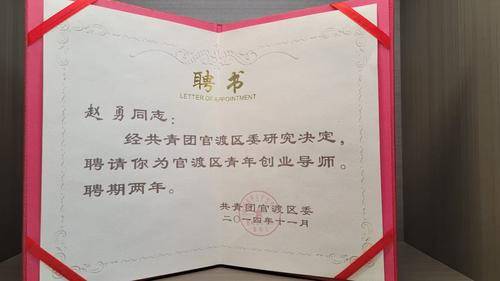 聘书
LETTER OF APPOINTMENT
赵勇同志：
经共青团官渡区委研究决定，
聘请你为官渡区青年创业导师。
聘期两年。
共青团官渡区委
二〇一四年十一月